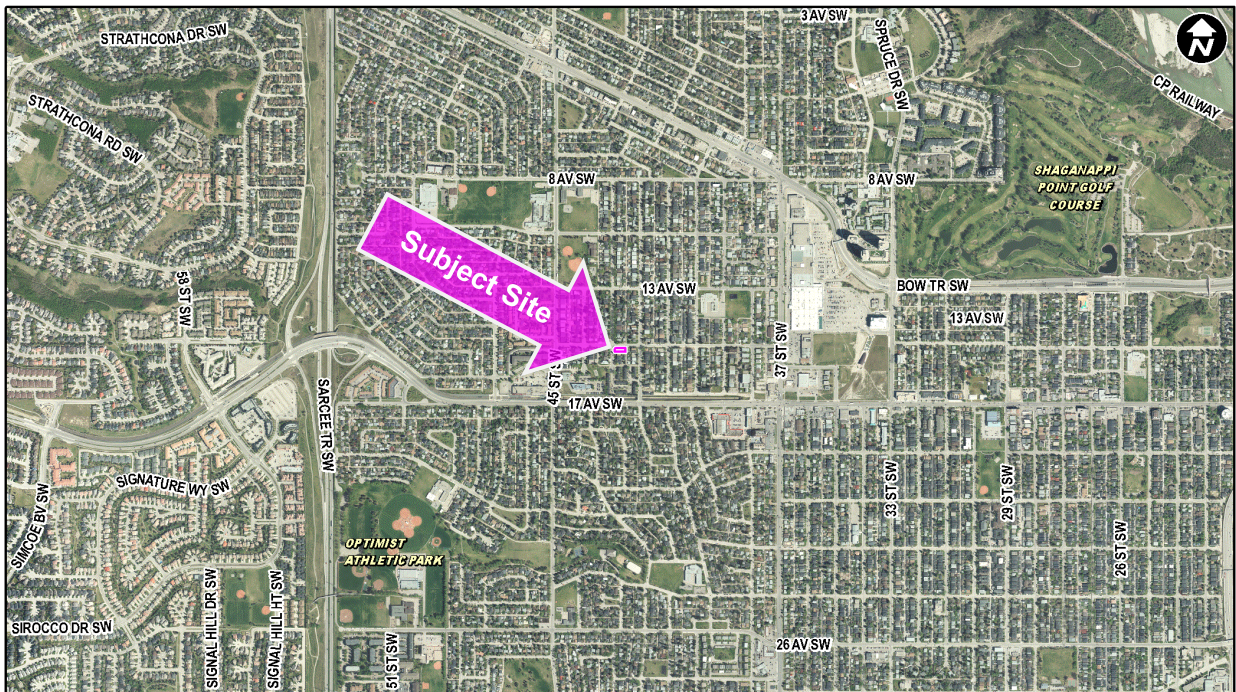 3 AV SW
STRATHCONA DR SW
SPRUCE DR SW
N
CP RAILWAY
STRATHCONA RD SW
8 AV SW
8 AV SW
SHAGANAPPI
POINT GOLF
COURSE
Subject Site
58 ST SW
13 AV SW
BOW TR SW
13 AV SW
37 ST SW
45 ST SW
17 AV SW
SARCEE TR SW
SIGNATURE WY SW
SIMCOE BV SW
33 ST SW
29 ST SW
26 ST SW
OPTIMIST
ATHLETIC PARK
SIROCCO DR SW
SIGNAL HILL DR SW
SIGNAL HILL HT SW
51 ST SW
26 AV SW